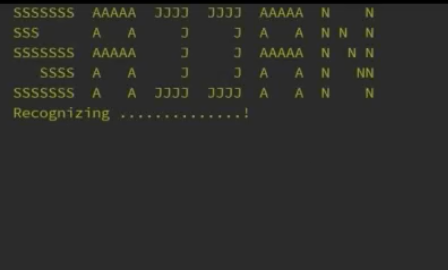 SSSSSSS  AAAAA  JJJJ  JJJJ  AAAAA  N    N
SSS      A   A     J     J  A   A  N N  N
SSSSSSS  AAAAA     J     J  AAAAA  N  N N
   SSSS  A   A     J     J  A   A  N   NN
SSSSSSS  A   A  JJJJ  JJJJ  A   A  N    N
Recognizing ..............!